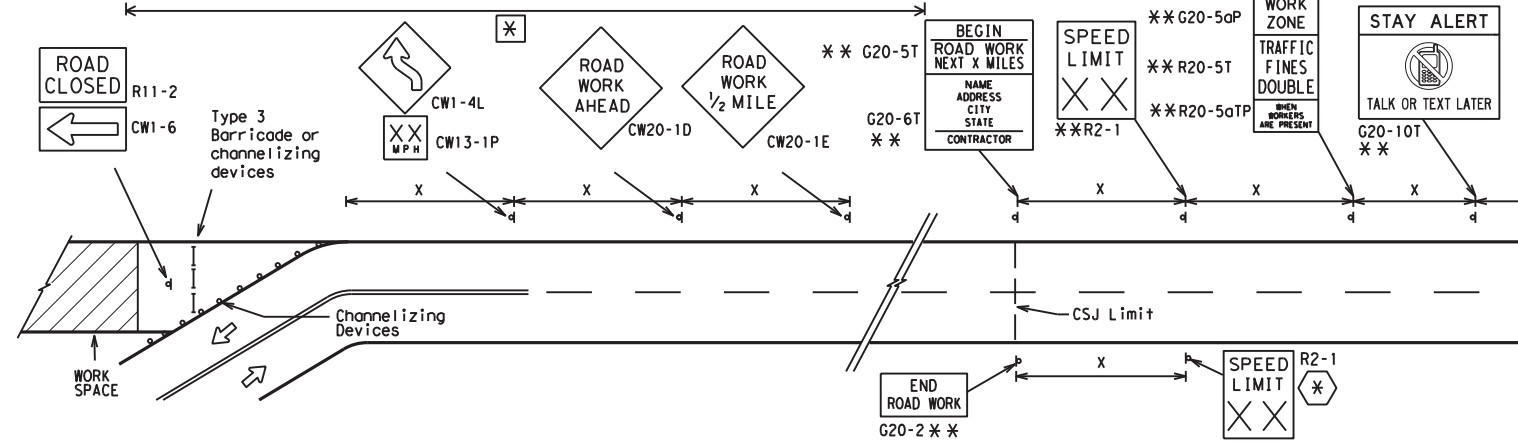 ROAD
CLOSED
R11-2
CW1-6
Type 3
Barricade or
channelizing
devices
CW1-4L
XX
MPH
CW13-1P
*
ROAD
WORK
AHEAD
CW20-1D
ROAD
WORK
1/2 MILE
CW20-1E
** G20-5T
BEGIN
ROAD WORK
NEXT X MILES
NAME
ADDRESS
CITY
STATE
CONTRACTOR
G20-6T
**
SPEED
LIMIT
XX
**R2-1
**G20-5aP
WORK
ZONE
**R20-5T
TRAFFIC
FINES
DOUBLE
**R20-5aTP
WHEN
WORKERS
ARE PRESENT
STAY ALERT
TALK OR TEXT LATER
G20-10T
**
X
X
X
X
X
X
Channelizing
Devices
CSJ Limit
WORK
SPACE
X
END
ROAD WORK
G20-2**
SPEED
LIMIT
XX
R2-1
*